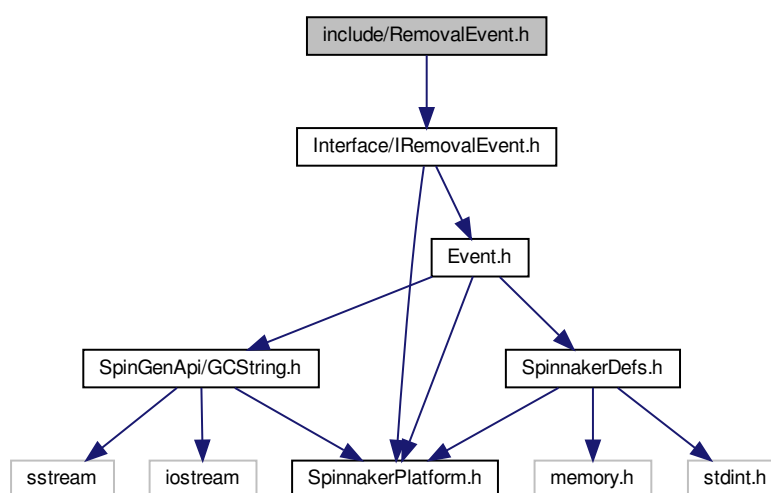 include/RemovalEvent.h
Interface/IRemovalEvent.h
Event.h
SpinGenApi/GCString.h
SpinnakerDefs.h
sstream
iostream
SpinnakerPlatform.h
memory.h
stdint.h